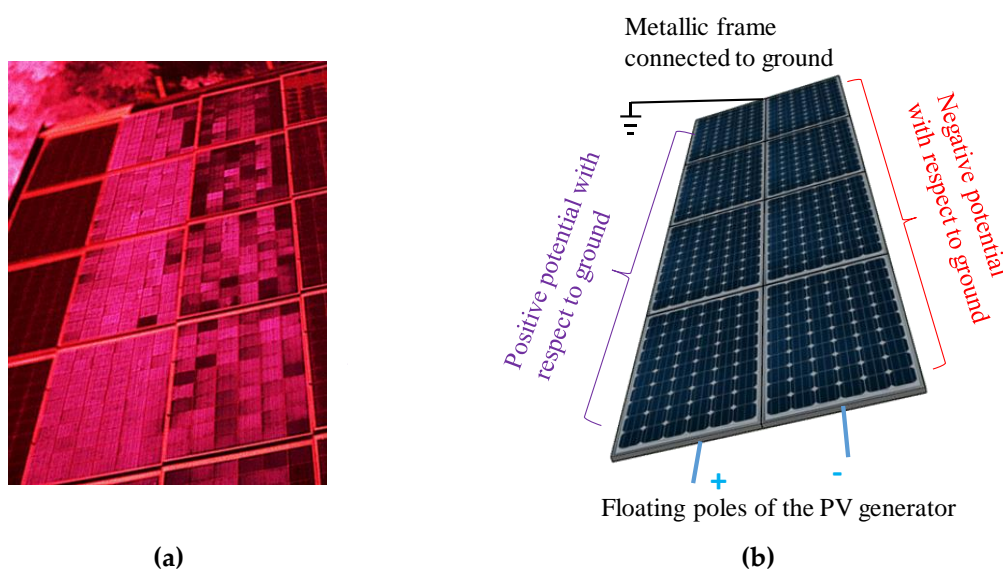 Metallic frame
connected to ground
Positive potential with
respect to ground
Negative potential
with respect to ground
+
-
Floating poles of the PV generator
(a)
(b)